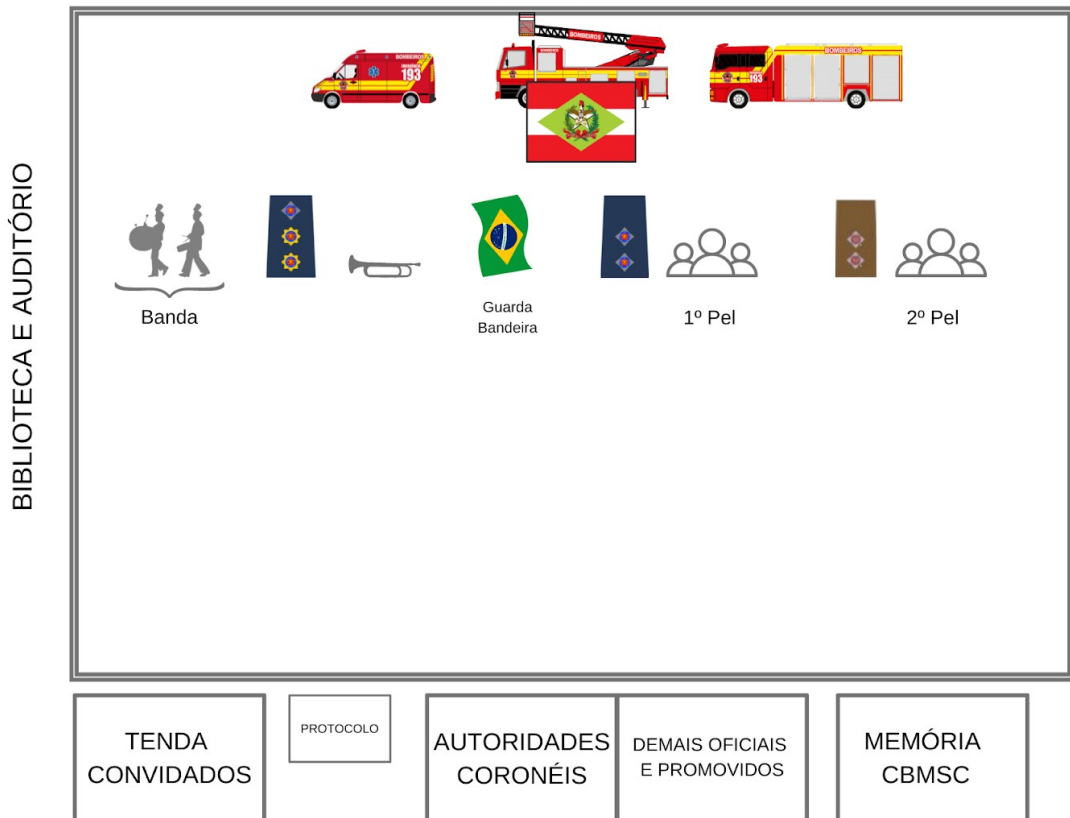 BOMBEIROS
193
BOMBEIROS
BOMBEIROS
193
BIBLIOTECA E AUDITÓRIO
Banda
Guarda
Bandeira
1º Pel
2º Pel
TENDA
CONVIDADOS
PROTOCOLO
AUTORIDADES
CORONÉIS
DEMAIS OFICIAIS
E PROMOVIDOS
MEMÓRIA
CBMSC